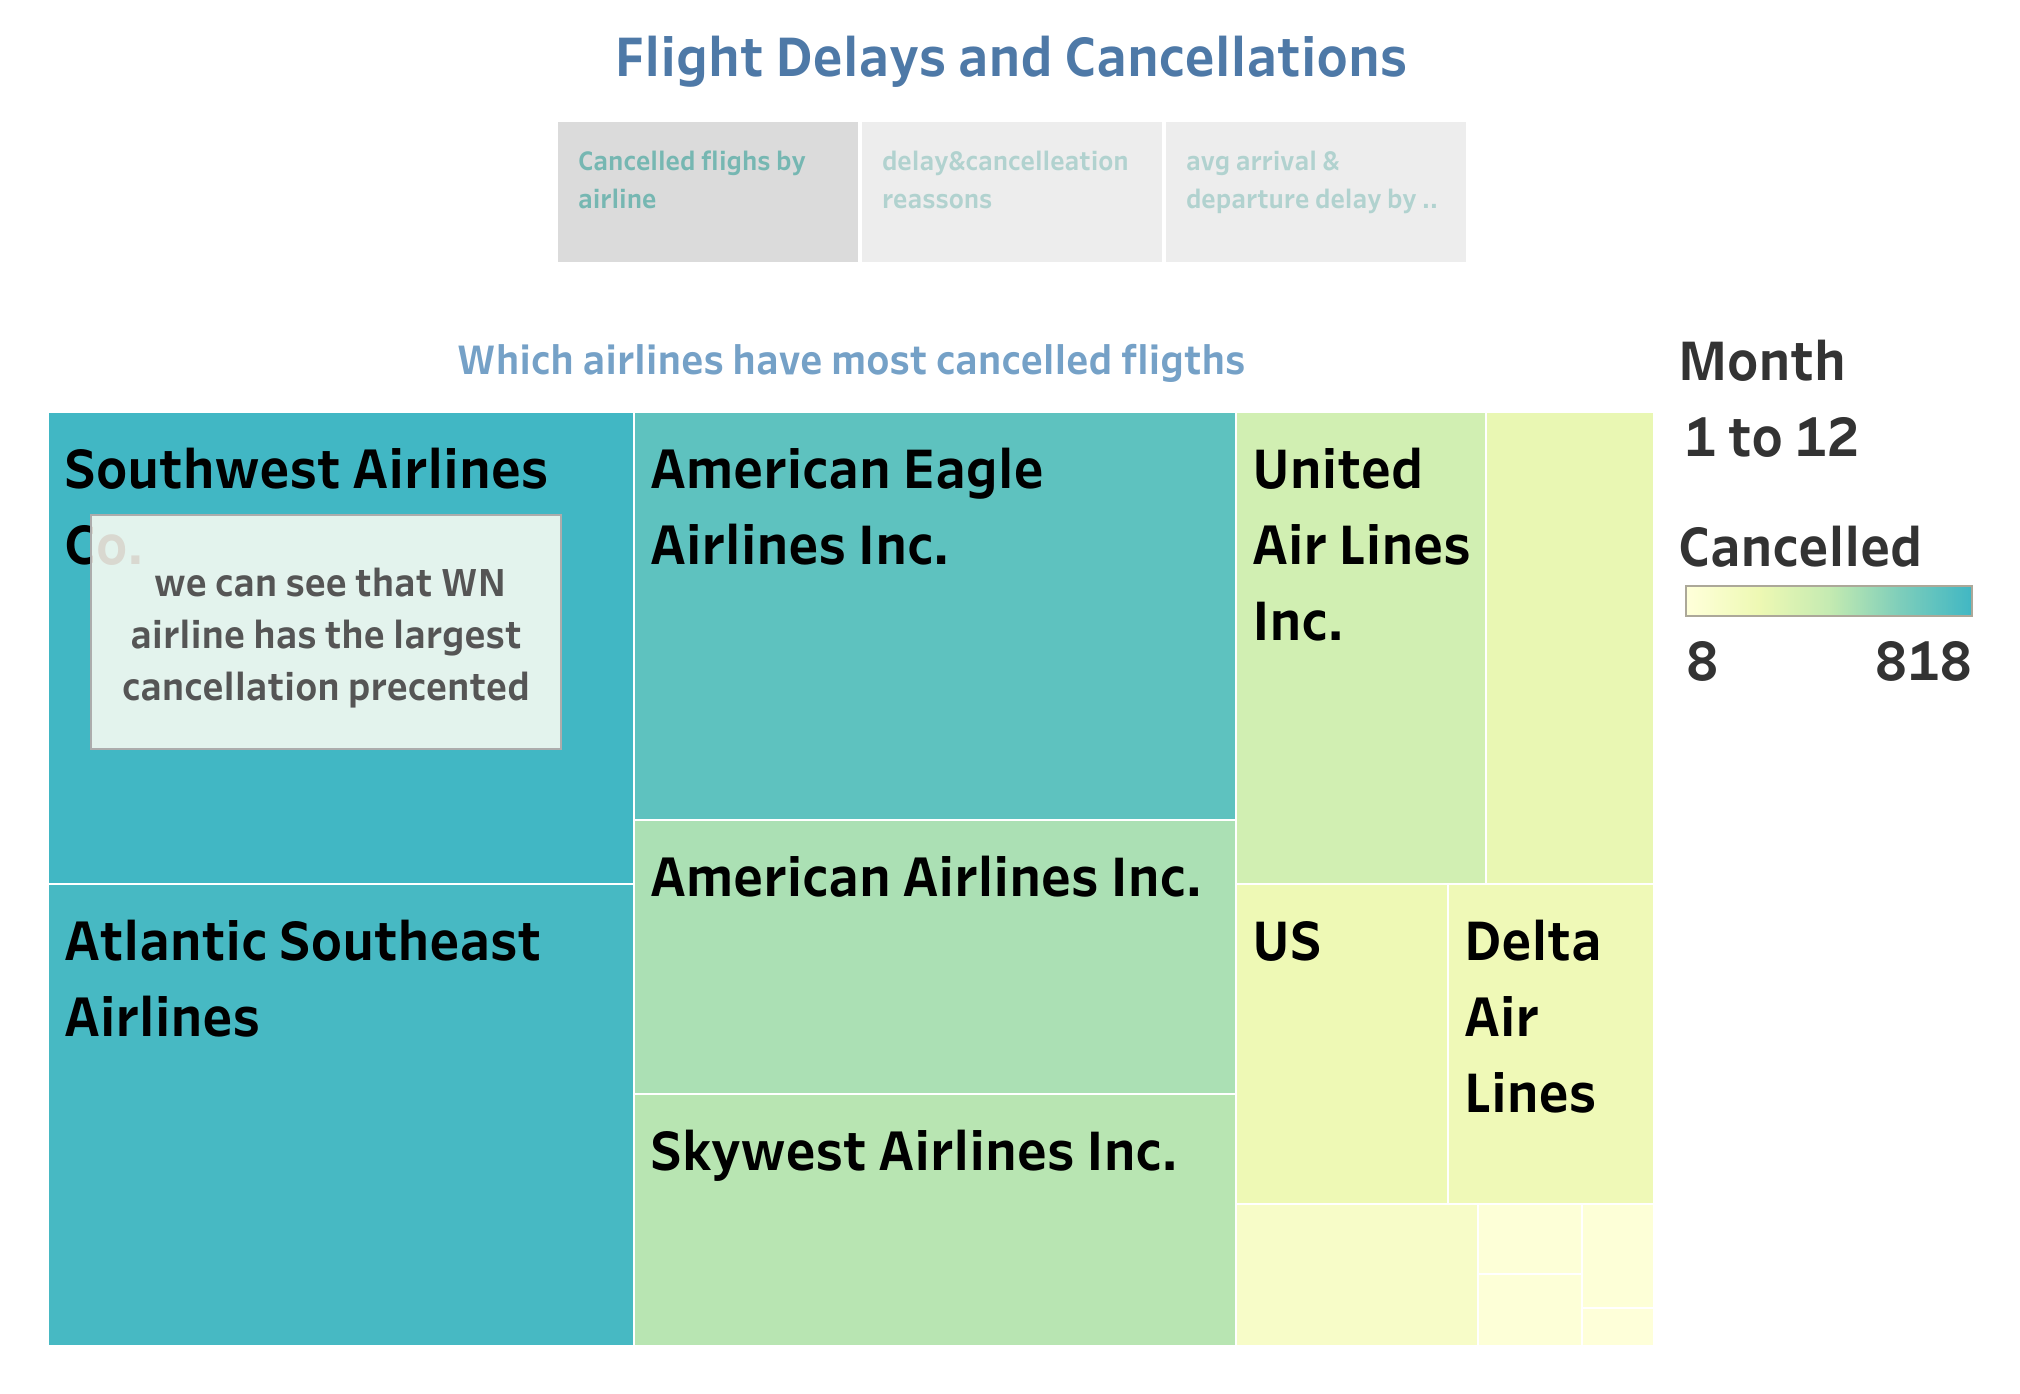 Flight Delays and Cancellations
Cancelled flighs by
airline
delay&cancelleation
reassons
avg arrival &
departure delay by ..
Which airlines have most cancelled fligths
Southwest Airlines
Co.
we can see that WN
airline has the largest
cancellation precented
Atlantic Southeast
Airlines
American Eagle
Airlines Inc.
American Airlines Inc.
Skywest Airlines Inc.
United
Air Lines
Inc.
US
Delta
Air
Lines
Month
1 to 12
Cancelled
8 818